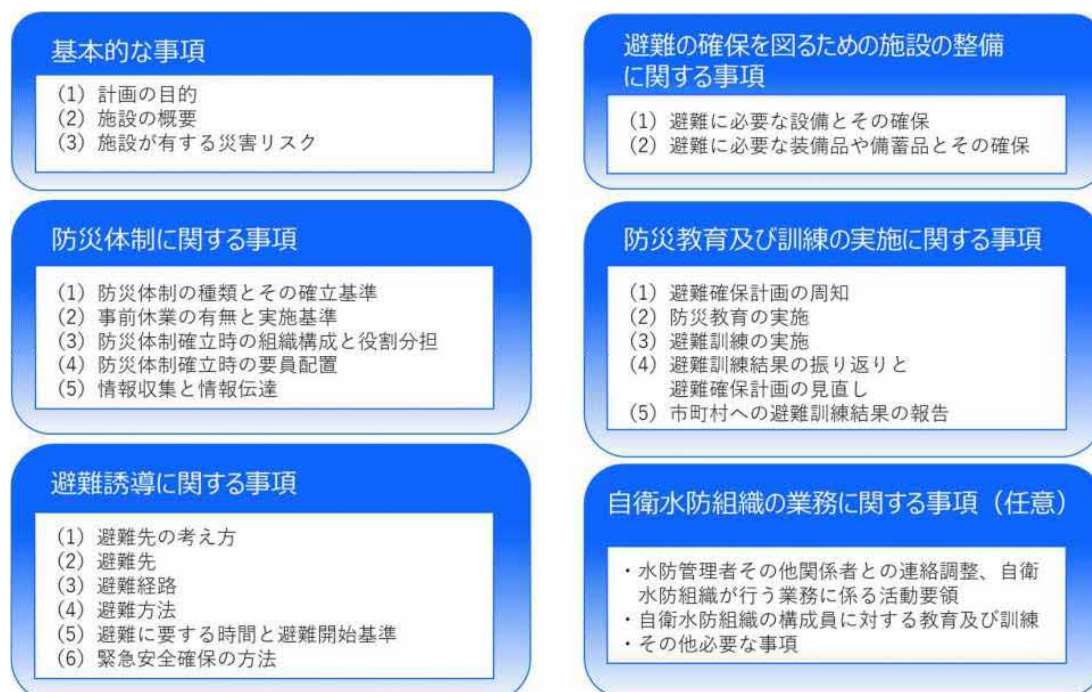 基本的な事項
(1) 計画の目的
(2) 施設の概要
(3) 施設が有する災害リスク
防災体制に関する事項
(1) 防災体制の種類とその確立基準
(2) 事前休業の有無と実施基準
(3) 防災体制確立時の組織構成と役割分担
(4) 防災体制確立時の要員配置
(5) 情報収集と情報伝達
避難誘導に関する事項
(1) 避難先の考え方
(2) 避難先
(3) 避難経路
(4) 避難方法
(5) 避難に要する時間と避難開始基準
(6) 緊急安全確保の方法
避難の確保を図るための施設の整備
に関する事項
(1) 避難に必要な設備とその確保
(2) 避難に必要な装備品や備蓄品とその確保
防災教育及び訓練の実施に関する事項
(1) 避難確保計画の周知
(2) 防災教育の実施
(3) 避難訓練の実施
(4) 避難訓練結果の振り返りと
避難確保計画の見直し
(5) 市町村への避難訓練結果の報告
自衛水防組織の業務に関する事項（任意）
・水防管理者その他関係者との連絡調整、自衛
水防組織が行う業務に係る活動要領
・自衛水防組織の構成員に対する教育及び訓練
・その他必要な事項